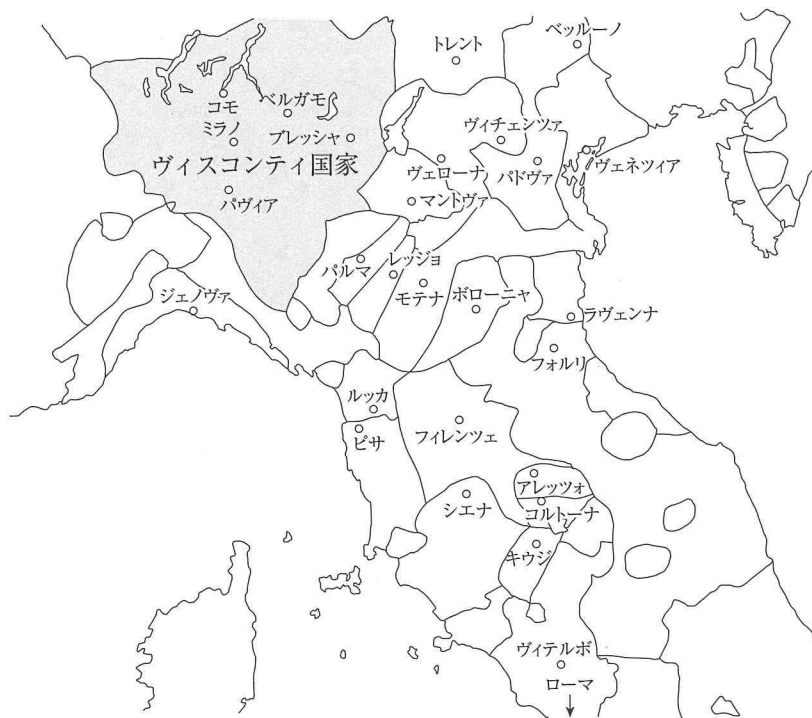 トレント
ベッルーノ
コモ
ベルガモ
ミラノ
ブレッシャ
ヴィスコンティ国家
パヴィア
ヴィチェンツァ
ヴェローナ
パドヴァ
ヴェネツィア
マントヴァ
パルマ
レッジョ
モテナ
ボローニャ
ジェノヴァ
ラヴェンナ
フォルリ
ルッカ
ピサ
フィレンツェ
アレッツォ
シエナ
コルトーナ
キウジ
ヴィテルボ
ローマ